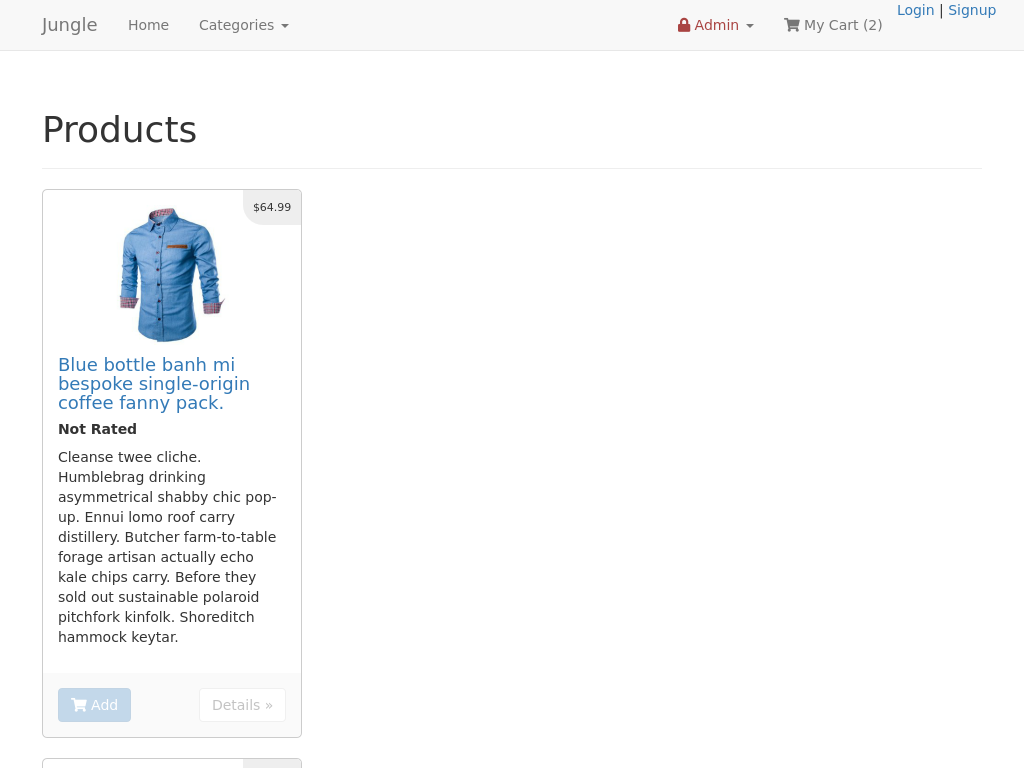 Jungle Home Categories Admin My Cart (2) Login | Signup
Products
$64.99
Blue bottle banh mi
bespoke single-origin
coffee fanny pack.
Not Rated
Cleanse twee cliche.
Humblebrag drinking
asymmetrical shabby chic pop-
up. Ennui lomo roof carry
distillery. Butcher farm-to-table
forage artisan actually echo
kale chips carry. Before they
sold out sustainable polaroid
pitchfork kinfolk. Shoreditch
hammock keytar.
Add Details »